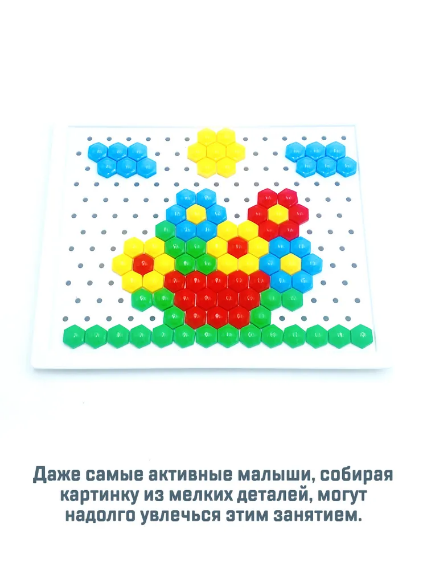 Даже самые активные малыши, собирая
картинку из мелких деталей, могут
надолго увлечься этим занятием.